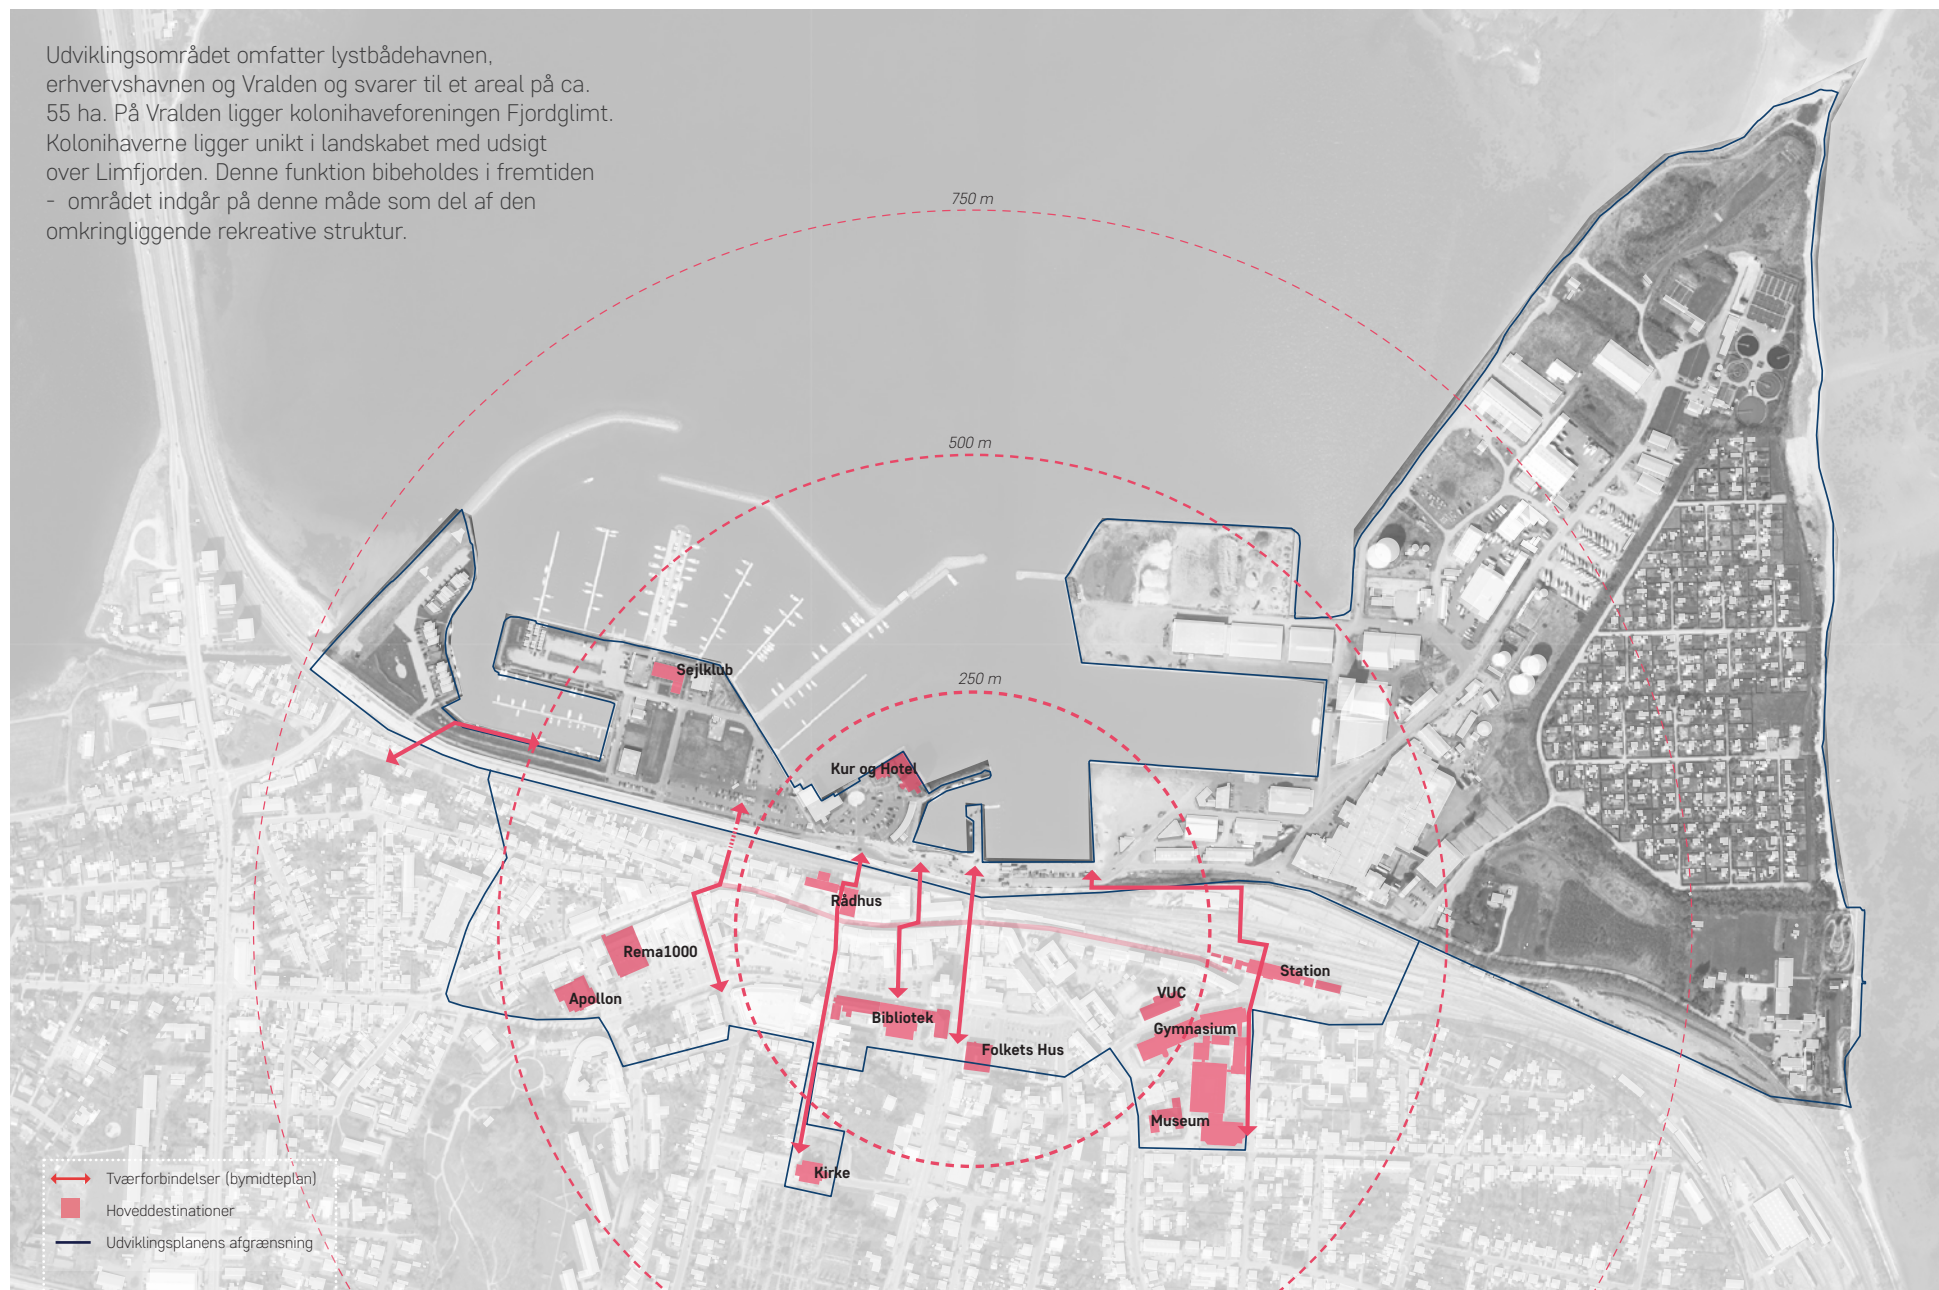 Udviklingsområdet omfatter lystbådehavnen,
erhvervshavnen og Vralden og svarer til et areal på ca.
55 ha. På Vralden ligger kolonihaveforeningen Fjordglimt.
Kolonihaverne ligger unikt i landskabet med udsigt
over Limfjorden. Denne funktion bibeholdes i fremtiden
- området indgår på denne måde som del af den
omkringliggende rekreative struktur.
750 m
500 m
250 m
Sejlklub
Kur og Hotel
Rådhus
Rema1000
Apollon
Bibliotek
Folkets Hus
VUC
Gymnasium
Station
Museum
Kirke
Tværforbindelser (bymidteplan)
Hoveddestinationer
Udviklingsplanens afgrænsning